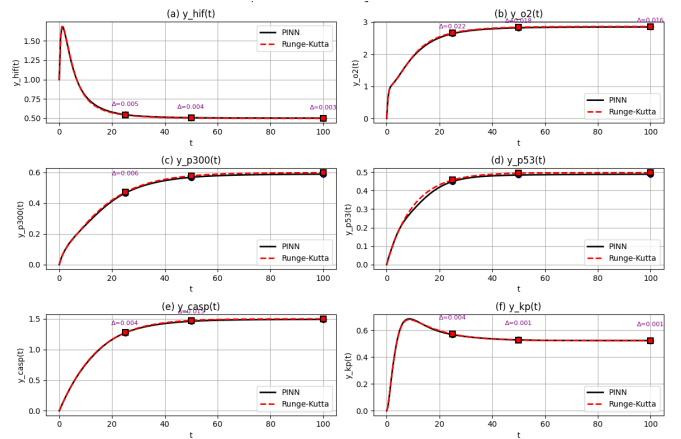 (a) y_hif(t)
y_hif(t)
1.50
1.25
1.00
0.75
0.50
Δ=0.005
Δ=0.004
Δ=0.003
PINN
Runge-Kutta
0
20
40
60
80
100
t
(b) y_o2(t)
y_o2(t)
3
2
1
0
Δ=0.022
Δ=0.016
PINN
Runge-Kutta
0
20
40
60
80
100
t
(c) y_p300(t)
y_p300(t)
0.6
0.4
0.2
0.0
Δ=0.006
PINN
Runge-Kutta
0
20
40
60
80
100
t
(d) y_p53(t)
y_p53(t)
0.5
0.4
0.3
0.2
0.1
0.0
PINN
Runge-Kutta
0
20
40
60
80
100
t
(e) y_casp(t)
y_casp(t)
1.5
1.0
0.5
0.0
Δ=0.004
PINN
Runge-Kutta
0
20
40
60
80
100
t
(f) y_kp(t)
y_kp(t)
0.6
0.4
0.2
0.0
Δ=0.004
Δ=0.001
Δ=0.001
PINN
Runge-Kutta
0
20
40
60
80
100
t